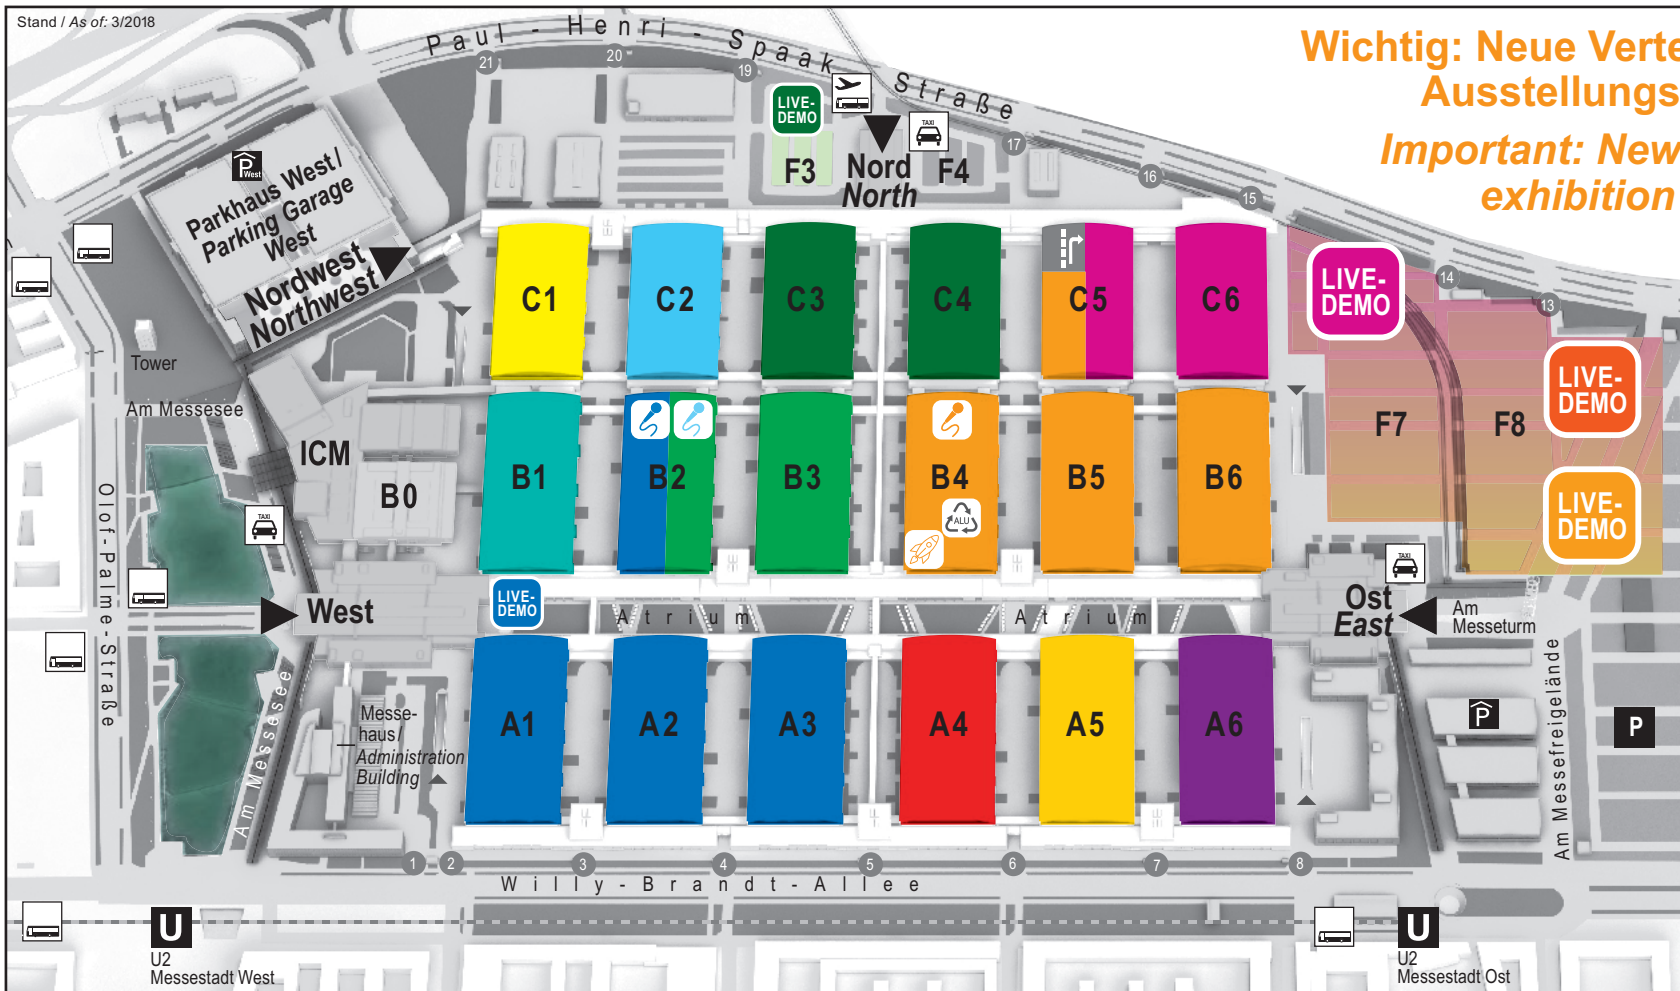 Stand / As of: 3/2018
Paul-Henri-Spaak-Straße
Wichtig: Neue Verte
Ausstellungs
Important: New
exhibition
21
20
19
17
16
15
14
13
LIVE-
DEMO
F3
TAXI
Nord
North
F4
P
West
Parkhaus West /
Parking Garage
West
Nordwest
Northwest
Tower
Am Messesee
ICM
B0
C1
C2
C3
C4
C5
C6
LIVE-
DEMO
LIVE-
DEMO
LIVE-
DEMO
F7
F8
B1
B2
B3
B4
ALU
B5
B6
Olof-Palme-Straße
TAXI
West
LIVE-
DEMO
Atrium
Atrium
TAXI
Ost
East
Am
Messeturm
Am Messesee
Messe-
haus /
Administration
Building
A1
A2
A3
A4
A5
A6
P
P
Am Messefreigelände
1
2
3
4
5
6
7
8
Willy-Brandt-Allee
U
U2
Messestadt West
U
U2
Messestadt Ost